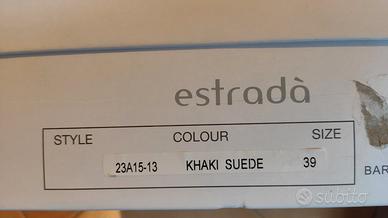 estradà
STYLE COLOUR SIZE
23A15-13 KHAKI SUEDE 39
BAR
subito